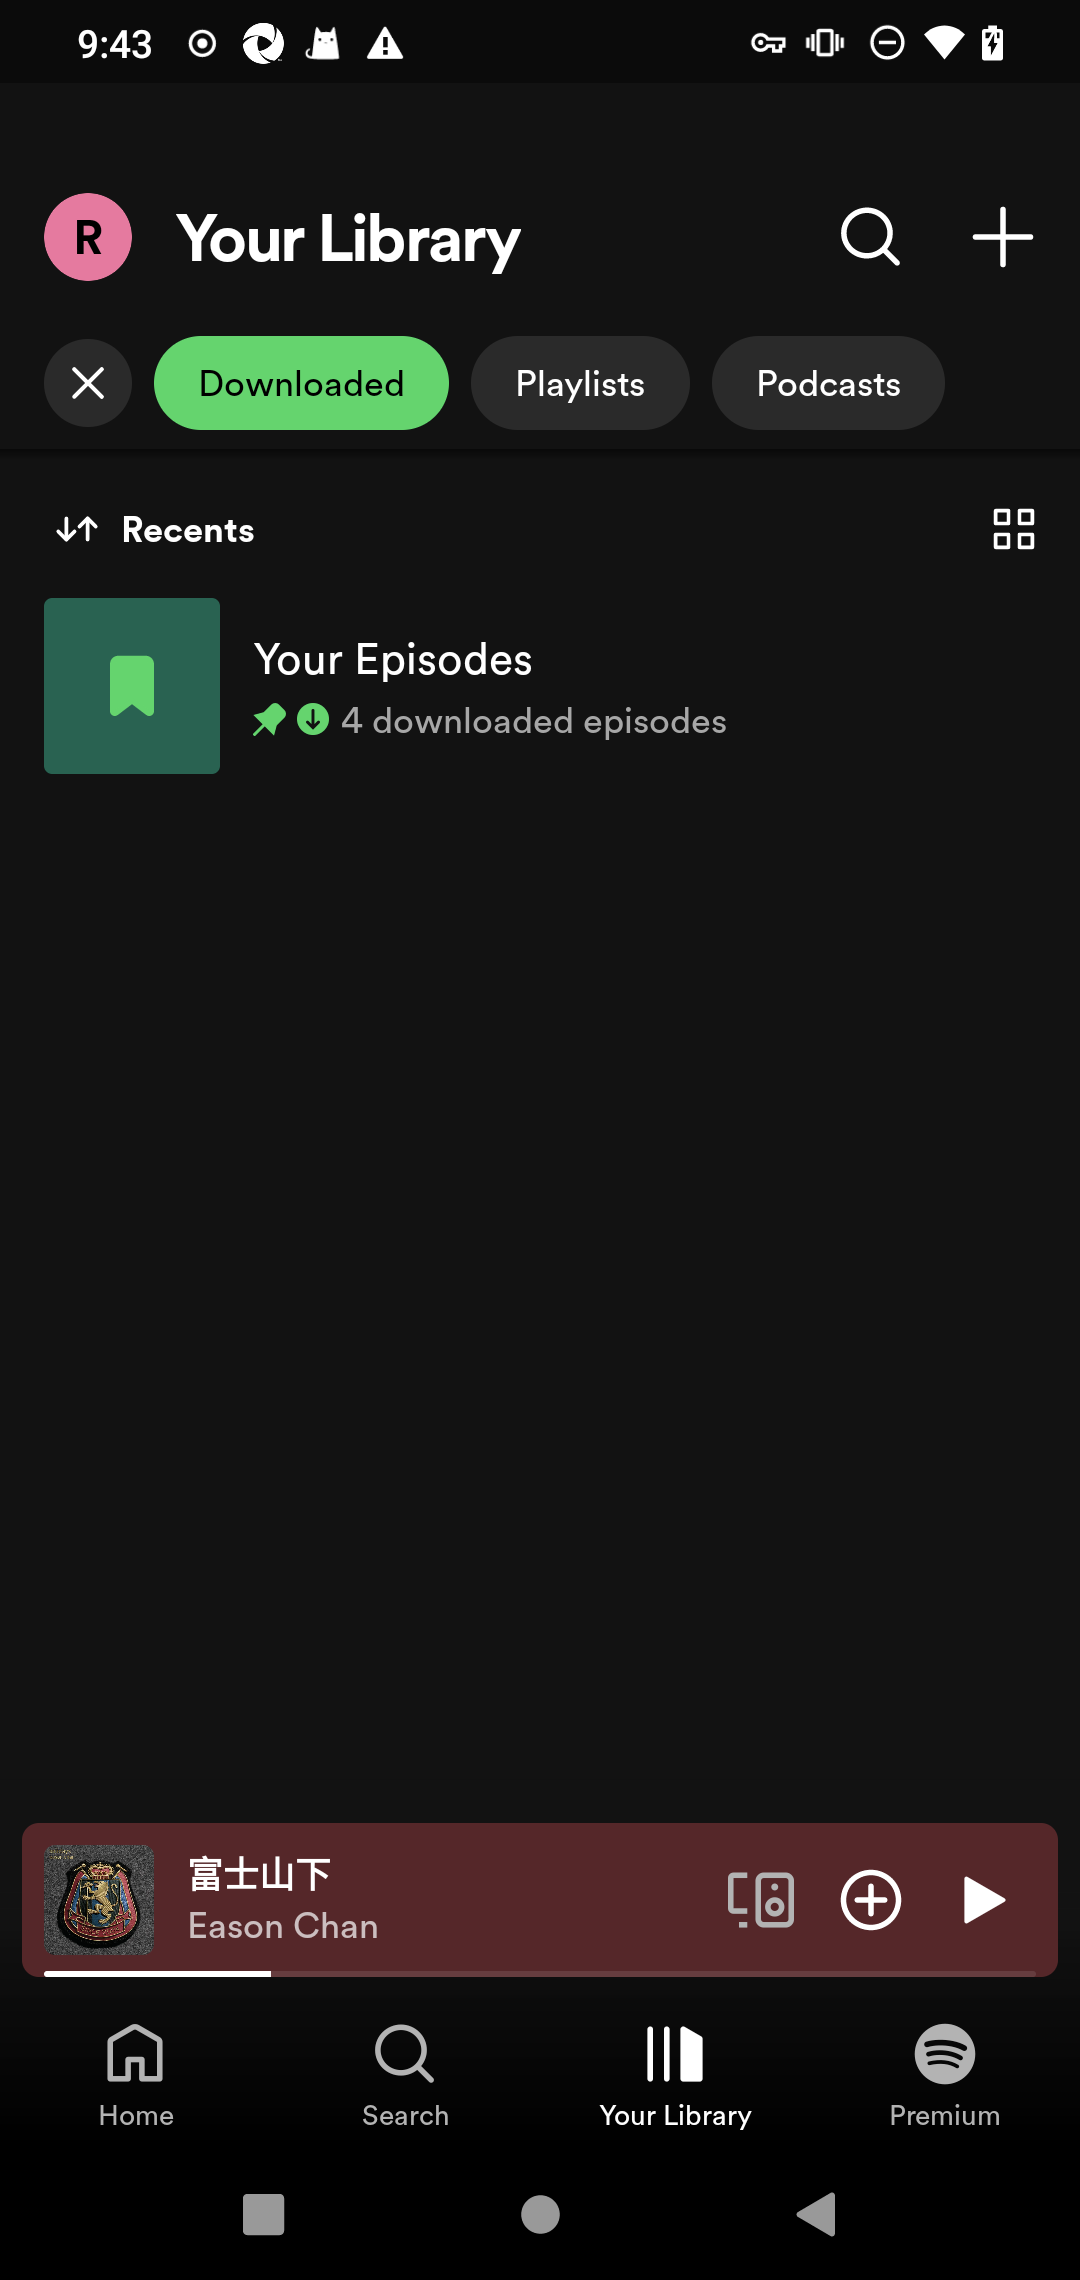 9:43
R
Your Library
Downloaded
Playlists
Podcasts
Recents
Your Episodes
4 downloaded episodes
富士山下
Eason Chan
Home
Search
Your Library
Premium